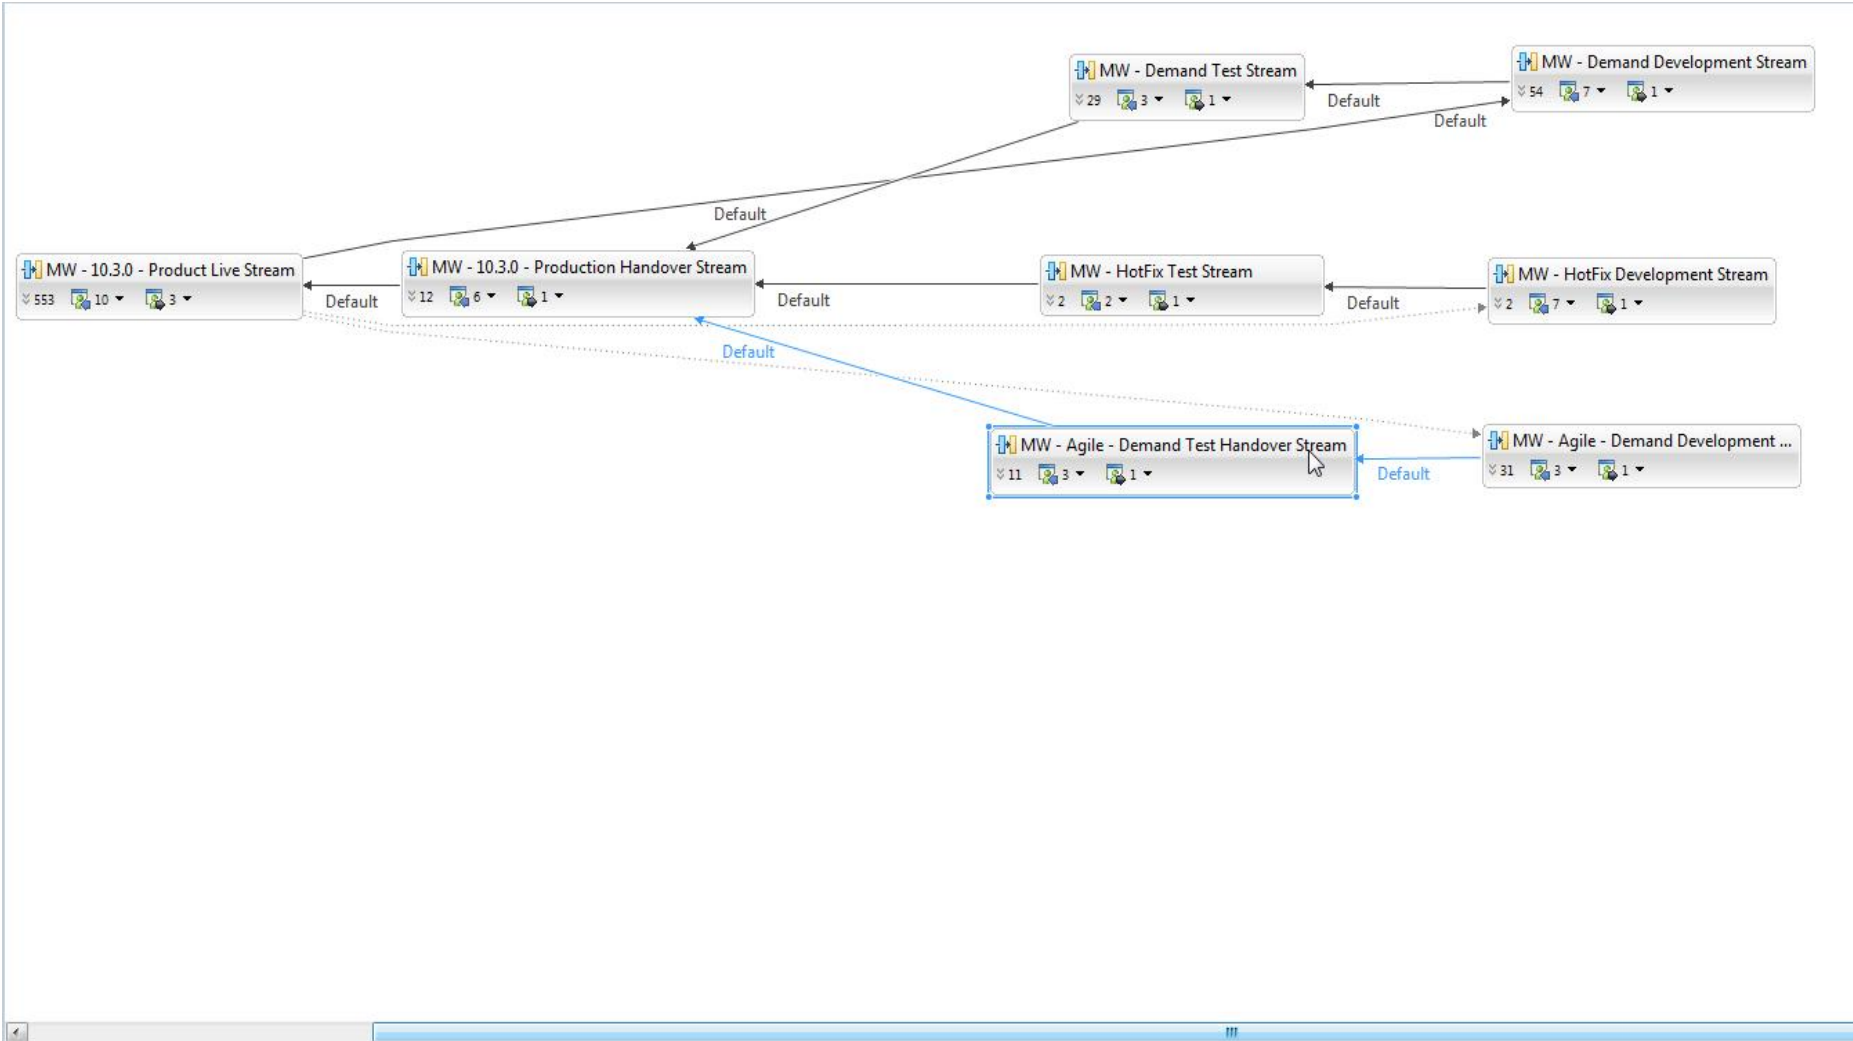 MW - Demand Test Stream
29 3 1
Default
MW - Demand Development Stream
54 7 1
Default
Default
MW - 10.3.0 - Product Live Stream
553 10 3
Default
MW - 10.3.0 - Production Handover Stream
12 6 1
Default
MW - HotFix Test Stream
2 2 1
Default
MW - HotFix Development Stream
2 7 1
Default
MW - Agile - Demand Test Handover Stream
11 3 1
Default
MW - Agile - Demand Development ...
31 3 1